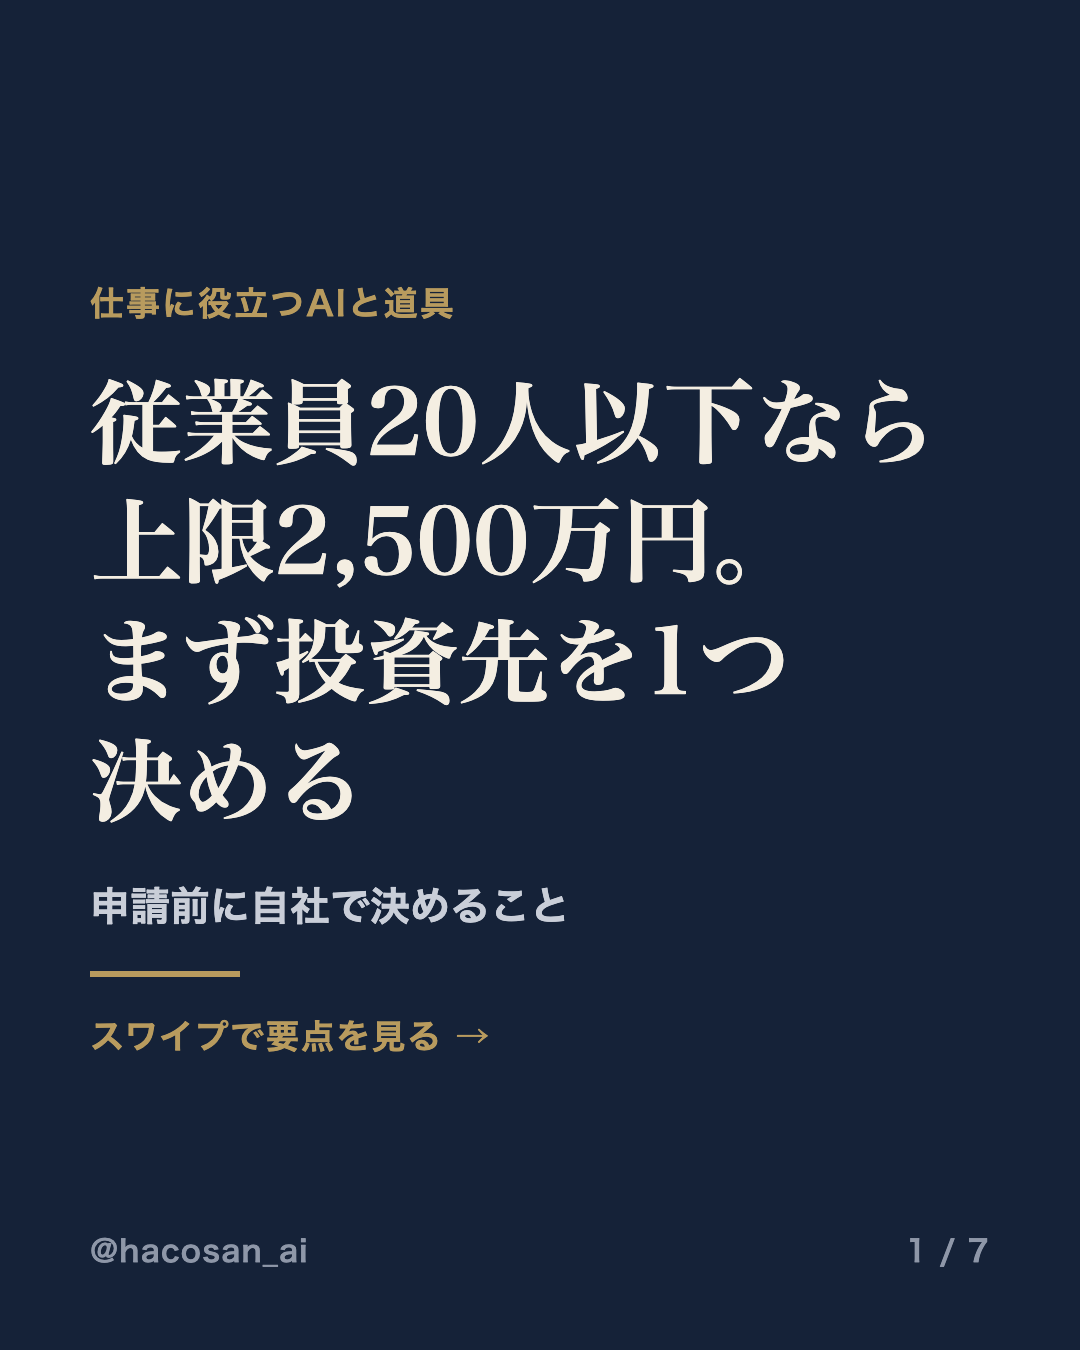 仕事に役立つAIと道具
従業員20人以下なら
上限2,500万円。
まず投資先を1つ
決める
申請前に自社で決めること
スワイプで要点を見る →
@hacosan_ai
1 / 7